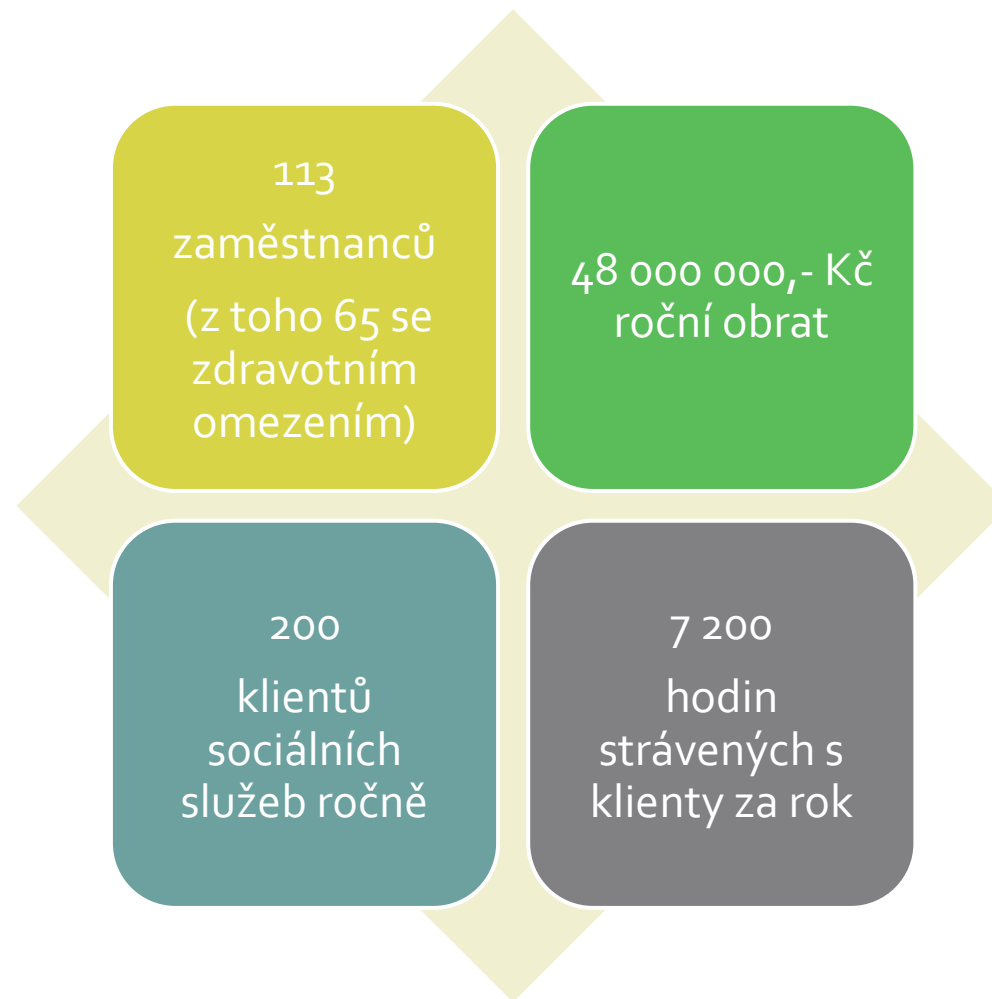 113
zaměstnanců
(z toho 65 se
zdravotním
omezením)
48 000 000,- Kč
roční obrat
200
klientů
sociálních
služeb ročně
7 200
hodin
strávených s
klienty za rok